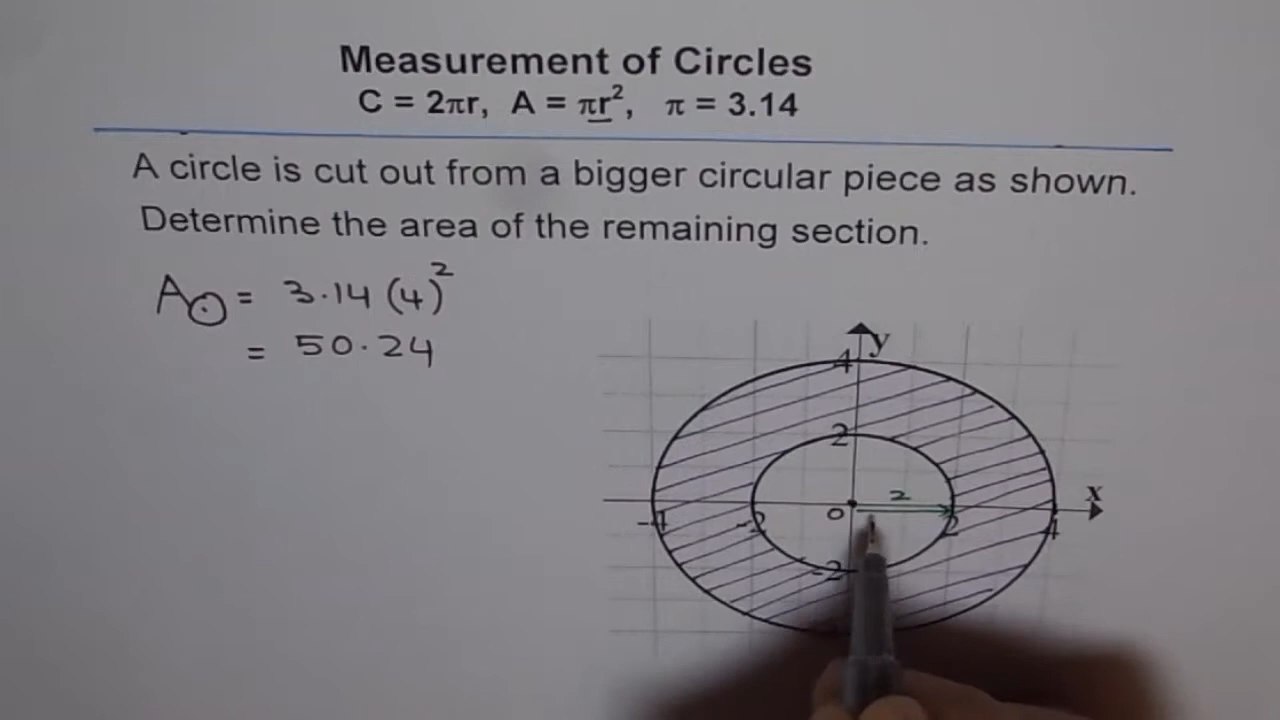 Measurement of Circles
C = 2πr, A = πr², π = 3.14
A circle is cut out from a bigger circular piece as shown.
Determine the area of the remaining section.
A⊙ = 3.14 (4)²
= 50.24
y
4
2
2
x
-4
-2
0
2
4
-2